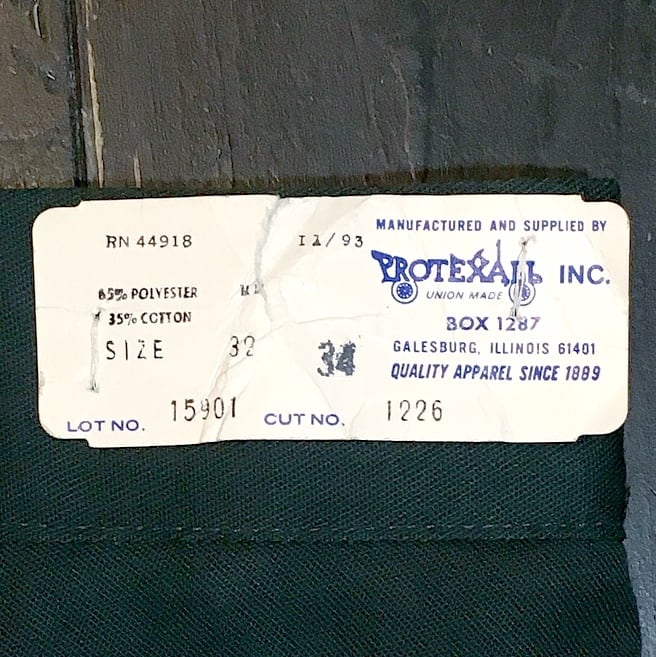 RN 44918
12/93
65% POLYESTER
35% COTTON
SIZE 32 34
LOT NO. 15901 CUT NO. 1226
MANUFACTURED AND SUPPLIED BY
PROTEXALL INC.
UNION MADE
BOX 1287
GALESBURG, ILLINOIS 61401
QUALITY APPAREL SINCE 1889